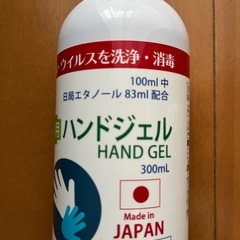 ウイルスを洗浄・消毒
100ml 中
日局エタノール 83ml 配合
用ハンドジェル
HAND GEL
300mL
Made in
JAPAN